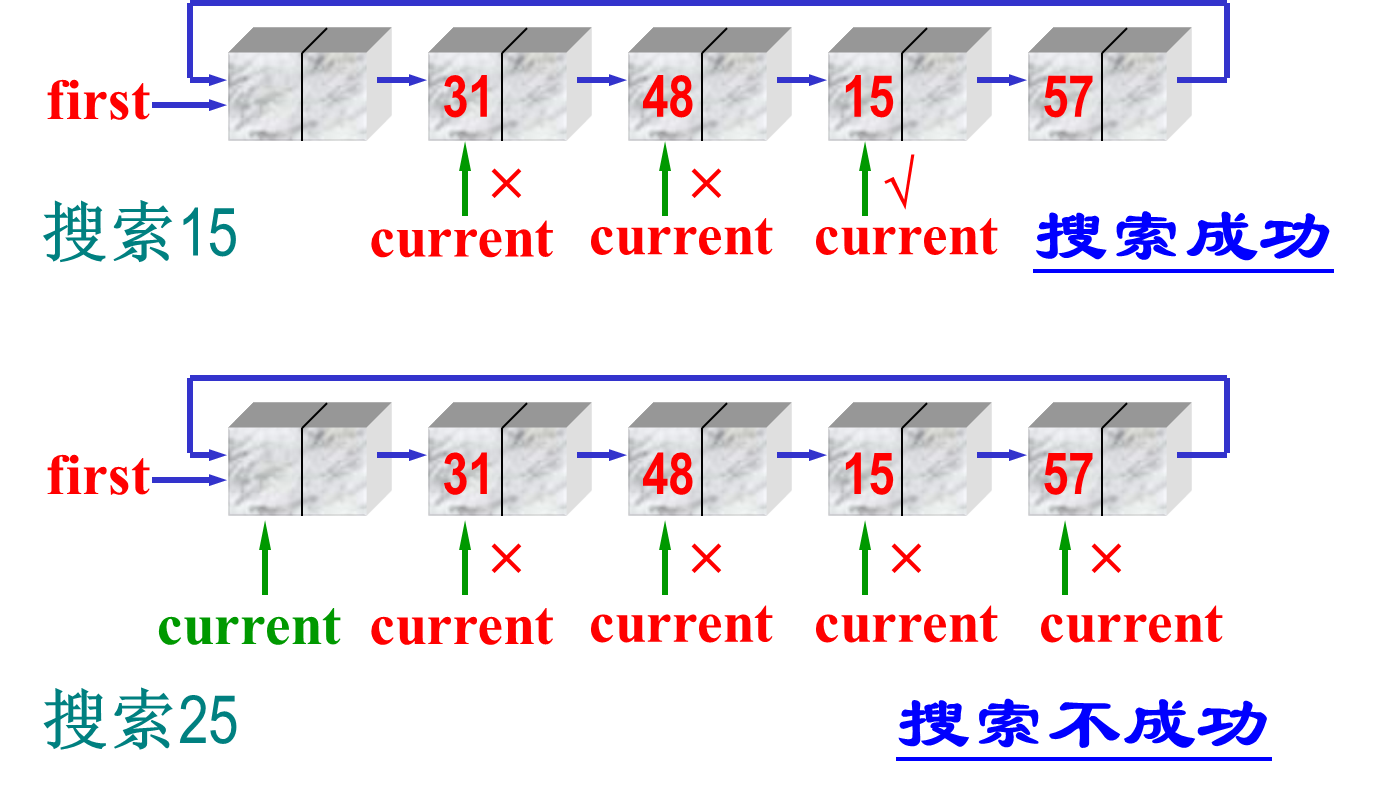 first 31 48 15 57
× × √
搜索15 current current current 搜索成功
first 31 48 15 57
× × × ×
current current current current current
搜索25 搜索不成功